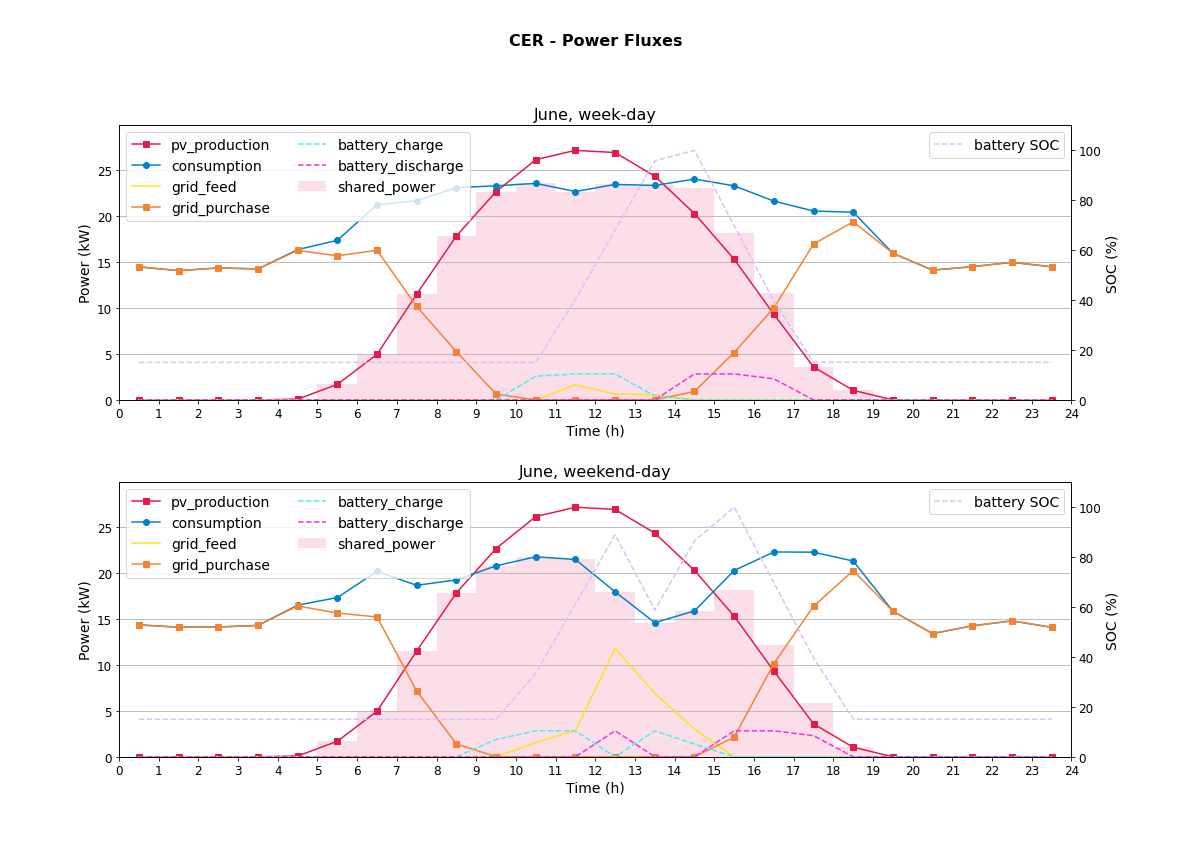 CER - Power Fluxes
June, week-day
pv_production
consumption
grid_feed
grid_purchase
battery_charge
battery_discharge
shared_power
battery SOC
Power (kW)
0
5
10
15
20
25
SOC (%)
0
20
40
60
80
100
0 1 2 3 4 5 6 7 8 9 10 11 12 13 14 15 16 17 18 19 20 21 22 23 24
Time (h)
June, weekend-day
pv_production
consumption
grid_feed
grid_purchase
battery_charge
battery_discharge
shared_power
battery SOC
Power (kW)
0
5
10
15
20
25
SOC (%)
0
20
40
60
80
100
0 1 2 3 4 5 6 7 8 9 10 11 12 13 14 15 16 17 18 19 20 21 22 23 24
Time (h)